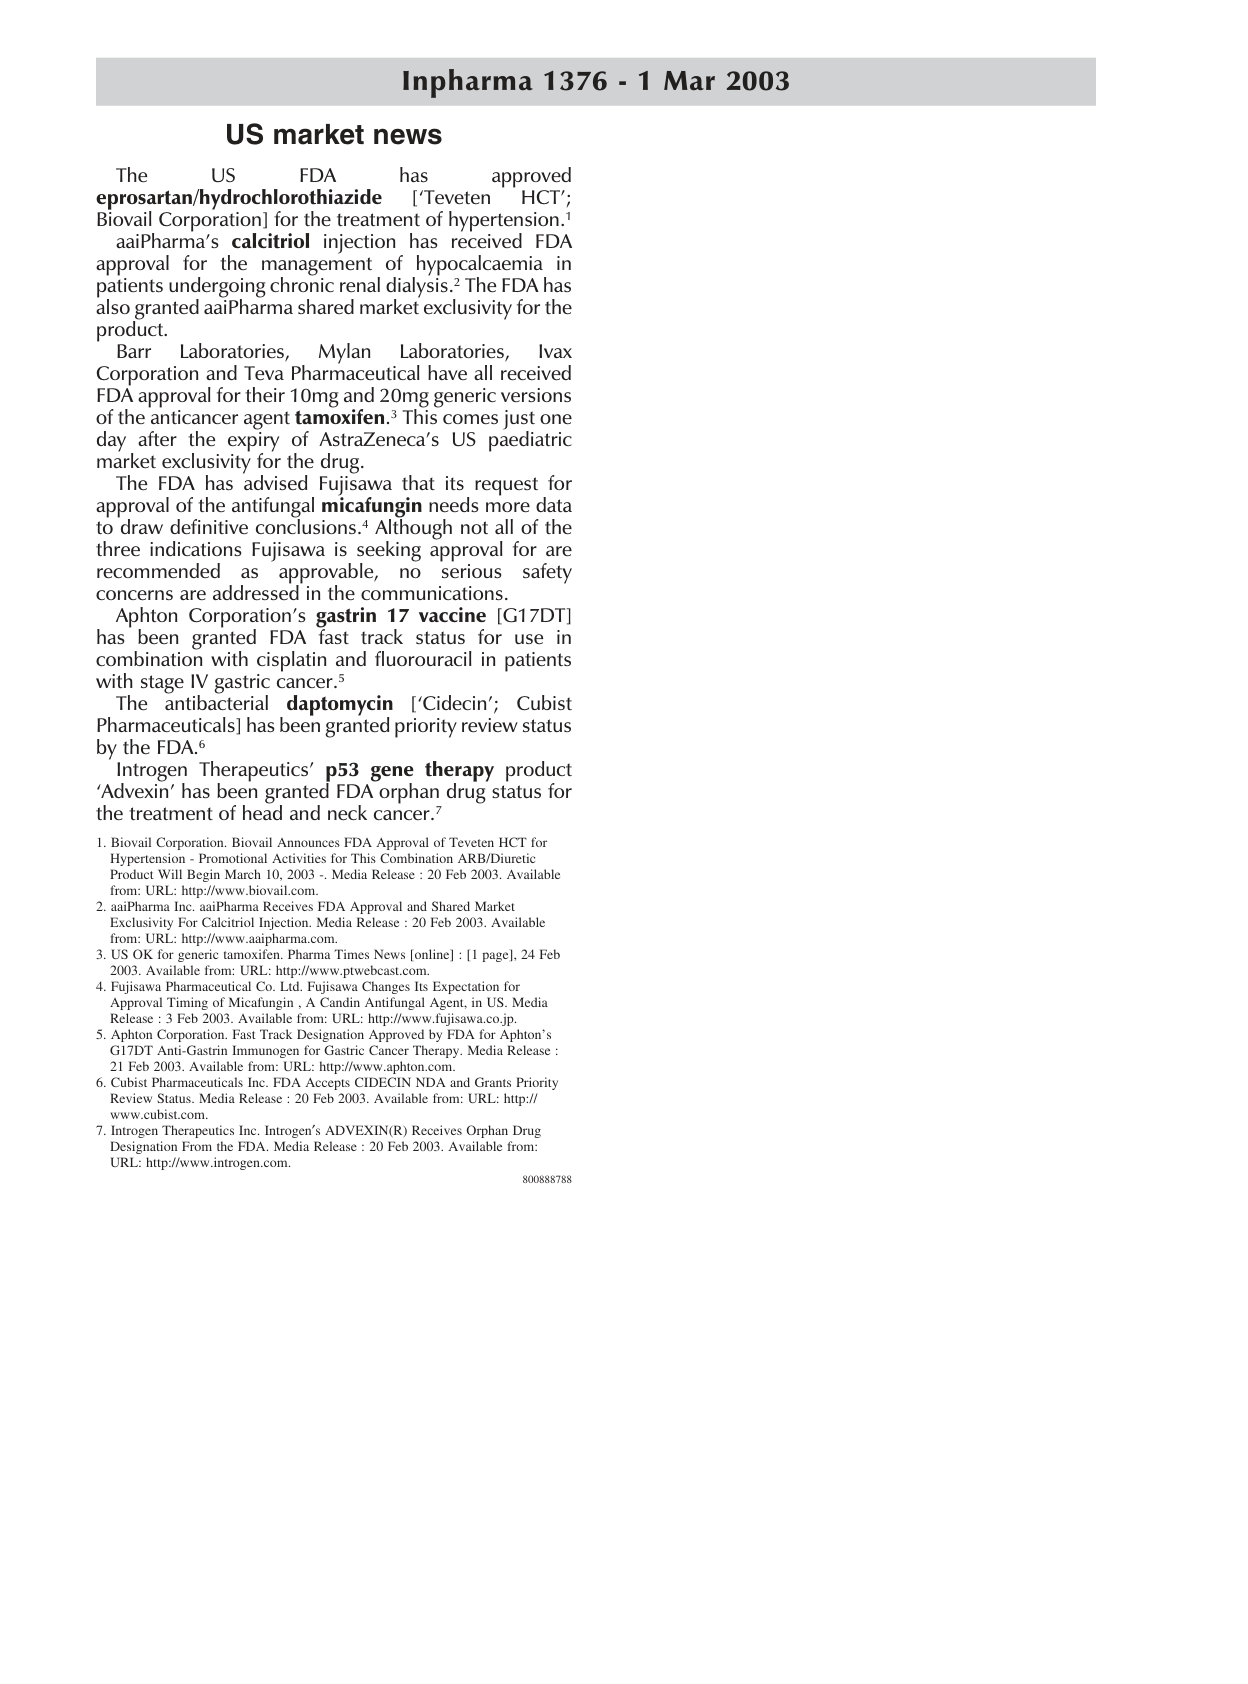 Inpharma 1376 - 1 Mar 2003
US market news
The US FDA has approved
eprosartan/hydrochlorothiazide [‘Teveten HCT’;
Biovail Corporation] for the treatment of hypertension.1
aaiPharma’s calcitriol injection has received FDA
approval for the management of hypocalcaemia in
patients undergoing chronic renal dialysis.2 The FDA has
also granted aaiPharma shared market exclusivity for the
product.
Barr Laboratories, Mylan Laboratories, Ivax
Corporation and Teva Pharmaceutical have all received
FDA approval for their 10mg and 20mg generic versions
of the anticancer agent tamoxifen.3 This comes just one
day after the expiry of AstraZeneca’s US paediatric
market exclusivity for the drug.
The FDA has advised Fujisawa that its request for
approval of the antifungal micafungin needs more data
to draw definitive conclusions.4 Although not all of the
three indications Fujisawa is seeking approval for are
recommended as approvable, no serious safety
concerns are addressed in the communications.
Aphton Corporation’s gastrin 17 vaccine [G17DT]
has been granted FDA fast track status for use in
combination with cisplatin and fluorouracil in patients
with stage IV gastric cancer.5
The antibacterial daptomycin [‘Cidecin’; Cubist
Pharmaceuticals] has been granted priority review status
by the FDA.6
Introgen Therapeutics’ p53 gene therapy product
‘Advexin’ has been granted FDA orphan drug status for
the treatment of head and neck cancer.7
1. Biovail Corporation. Biovail Announces FDA Approval of Teveten HCT for
Hypertension - Promotional Activities for This Combination ARB/Diuretic
Product Will Begin March 10, 2003 -. Media Release : 20 Feb 2003. Available
from: URL: http://www.biovail.com.
2. aaiPharma Inc. aaiPharma Receives FDA Approval and Shared Market
Exclusivity For Calcitriol Injection. Media Release : 20 Feb 2003. Available
from: URL: http://www.aaipharma.com.
3. US OK for generic tamoxifen. Pharma Times News [online] : [1 page], 24 Feb
2003. Available from: URL: http://www.ptwebcast.com.
4. Fujisawa Pharmaceutical Co. Ltd. Fujisawa Changes Its Expectation for
Approval Timing of Micafungin , A Candin Antifungal Agent, in US. Media
Release : 3 Feb 2003. Available from: URL: http://www.fujisawa.co.jp.
5. Aphton Corporation. Fast Track Designation Approved by FDA for Aphton’s
G17DT Anti-Gastrin Immunogen for Gastric Cancer Therapy. Media Release :
21 Feb 2003. Available from: URL: http://www.aphton.com.
6. Cubist Pharmaceuticals Inc. FDA Accepts CIDECIN NDA and Grants Priority
Review Status. Media Release : 20 Feb 2003. Available from: URL: http://
www.cubist.com.
7. Introgen Therapeutics Inc. Introgen′s ADVEXIN(R) Receives Orphan Drug
Designation From the FDA. Media Release : 20 Feb 2003. Available from:
URL: http://www.introgen.com.
800888788